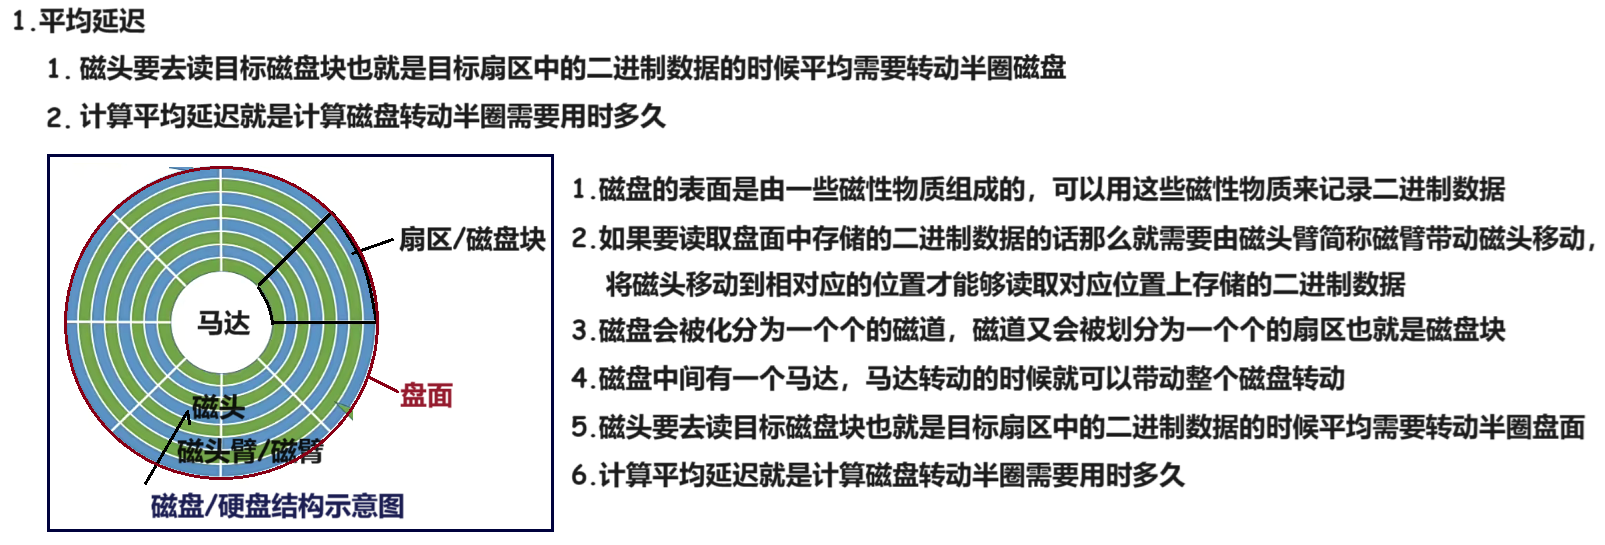 1.平均延迟
1. 磁头要去读目标磁盘块也就是目标扇区中的二进制数据的时候平均需要转动半圈磁盘
2. 计算平均延迟就是计算磁盘转动半圈需要用时多久
扇区/磁盘块
马达
盘面
磁头
磁头臂/磁臂
磁盘/硬盘结构示意图
1.磁盘的表面是由一些磁性物质组成的，可以用这些磁性物质来记录二进制数据
2.如果要读取盘面中存储的二进制数据的话那么就需要由磁头臂简称磁臂带动磁头移动，
将磁头移动到相对应的位置才能够读取对应位置上存储的二进制数据
3.磁盘会被化分为一个个的磁道，磁道又会被划分为一个个的扇区也就是磁盘块
4.磁盘中间有一个马达，马达转动的时候就可以带动整个磁盘转动
5.磁头要去读目标磁盘块也就是目标扇区中的二进制数据的时候平均需要转动半圈盘面
6.计算平均延迟就是计算磁盘转动半圈需要用时多久